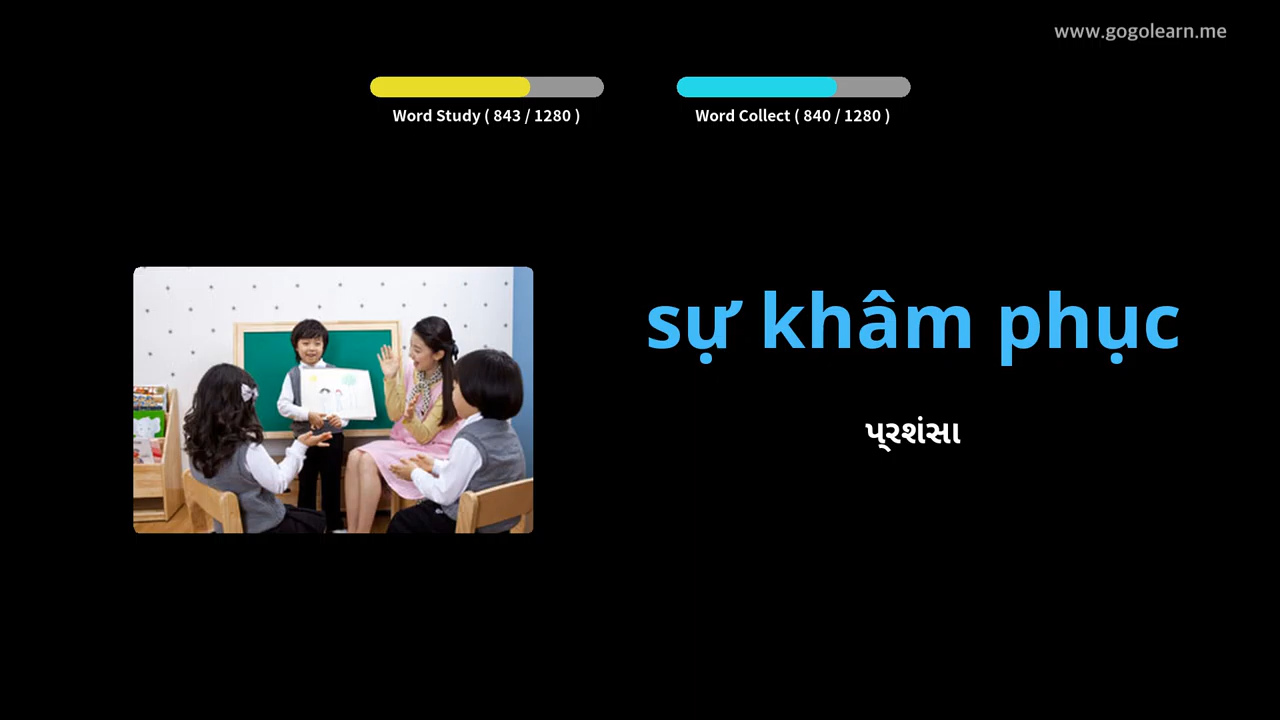 www.gogolearn.me
Word Study ( 843 / 1280 )
Word Collect ( 840 / 1280 )
sự khâm phục
પ્રશંસા